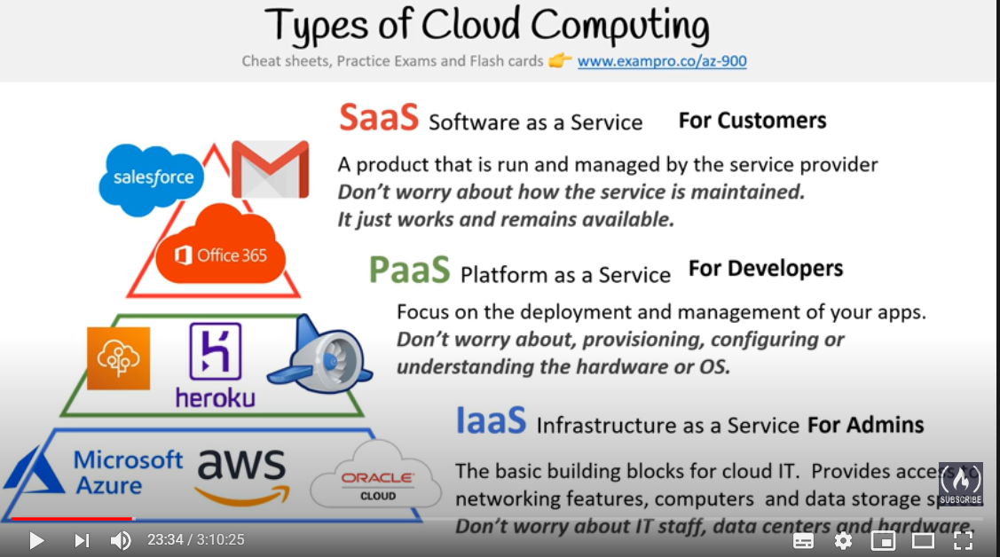 Types of Cloud Computing
Cheat sheets, Practice Exams and Flash cards 👉 www.exampro.co/az-900
SaaS Software as a Service For Customers
A product that is run and managed by the service provider
Don't worry about how the service is maintained.
It just works and remains available.
salesforce
Office 365
PaaS Platform as a Service For Developers
Focus on the deployment and management of your apps.
Don't worry about, provisioning, configuring or
understanding the hardware or OS.
heroku
IaaS Infrastructure as a Service For Admins
The basic building blocks for cloud IT. Provides access to
networking features, computers and data storage
Don't worry about IT staff, data centers and hardware.
Microsoft
Azure
aws
ORACLE
CLOUD
SUBSCRIBE
23:34 / 3:10:25